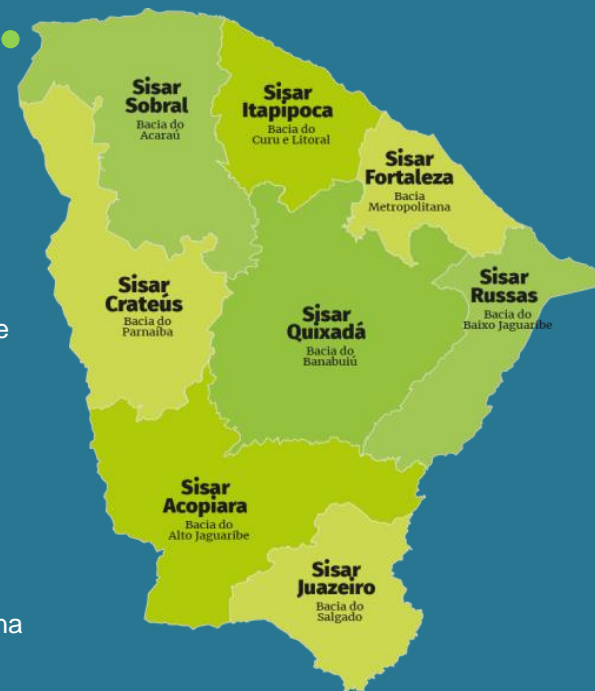 Sisar
Sobral
Bacia do
Acaraú
Sisar
Itapipoca
Bacia do
Curu e Litoral
Sisar
Fortaleza
Bacia
Metropolitana
Sisar
Crateús
Bacia do
Parnaíba
Sisar
Quixadá
Bacia do
Banabuiú
Sisar
Russas
Bacia do
Baixo Jaguaribe
e
Sisar
Acopiara
Bacia do
Alto Jaguaribe
Sisar
Juazeiro
Bacia do
Salgado
na